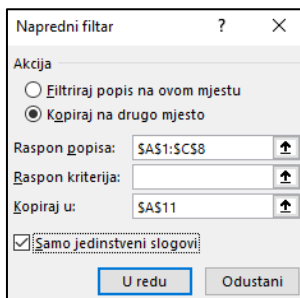 Napredni filtar ? ×
Akcija
Filtriraj popis na ovom mjestu
Kopiraj na drugo mjesto
Raspon popisa: $A$1:$C$8
Raspon kriterija:
Kopiraj u: $A$11
Samo jedinstveni slogovi
U redu Odustani